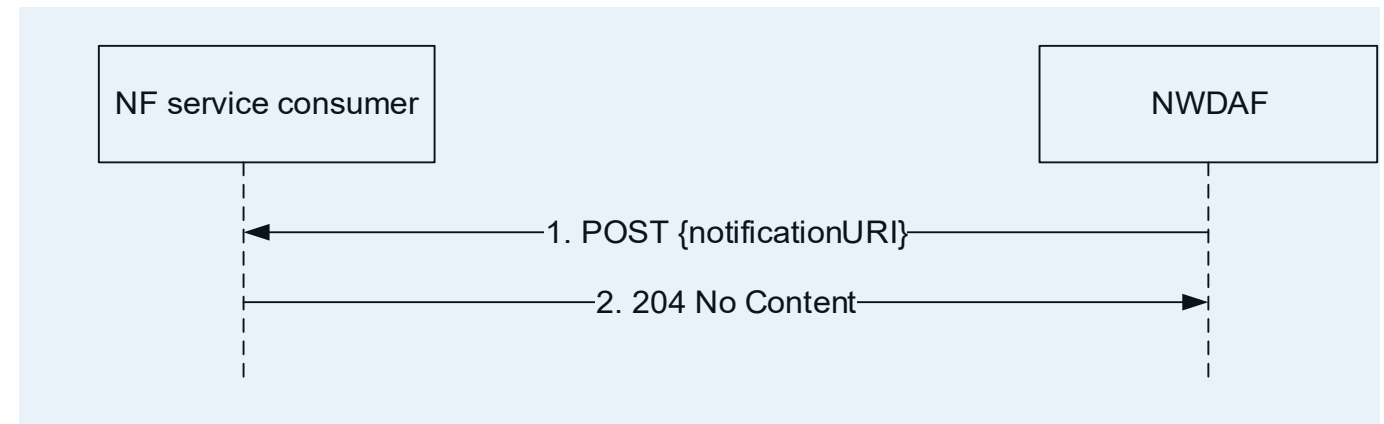 NF service consumer
NWDAF
1. POST {notificationURI}
2. 204 No Content